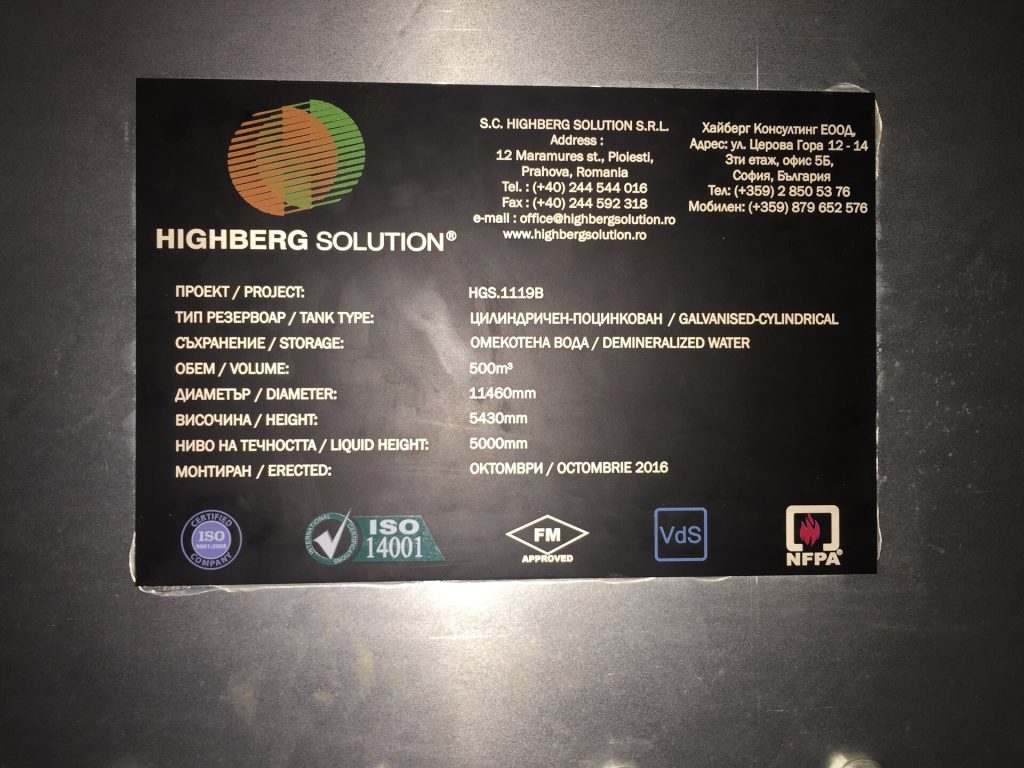 HIGHBERG SOLUTION®
S.C. HIGHBERG SOLUTION S.R.L.
Address :
12 Maramures st., Ploiesti,
Prahova, Romania
Tel. : (+40) 244 544 016
Fax : (+40) 244 592 318
e-mail : office@highbergsolution.ro
www.highbergsolution.ro
Хайберг Консултинг ЕООД,
Адрес: ул. Церова Гора 12 - 14
3ти етаж, офис 5Б,
София, България
Тел: (+359) 2 850 53 76
Мобилен: (+359) 879 652 576
ПРОЕКТ / PROJECT: HGS.1119B
ТИП РЕЗЕРВОАР / TANK TYPE: ЦИЛИНДРИЧЕН-ПОЦИНКОВАН / GALVANISED-CYLINDRICAL
СЪХРАНЕНИЕ / STORAGE: ОМЕКОТЕНА ВОДА / DEMINERALIZED WATER
ОБЕМ / VOLUME: 500m³
ДИАМЕТЪР / DIAMETER: 11460mm
ВИСОЧИНА / HEIGHT: 5430mm
НИВО НА ТЕЧНОСТТА / LIQUID HEIGHT: 5000mm
МОНТИРАН / ERECTED: ОКТОМВРИ / OCTOMBRIE 2016
CERTIFIED
ISO
9001:2008
COMPANY
INTERNATIONAL
CERTIFICATIONS
ISO
14001
FM
APPROVED
VdS
NFPA®